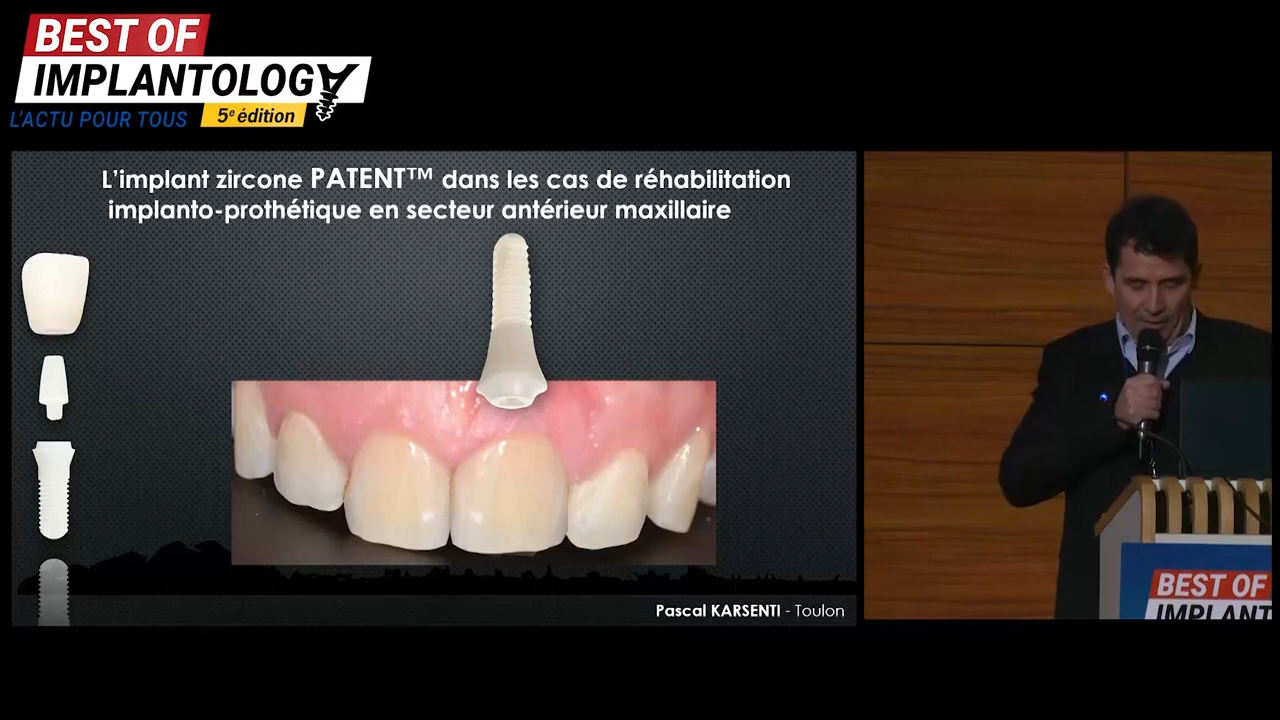 BEST OF
IMPLANTOLOGY
L'ACTU POUR TOUS
5e édition
L'implant zircone PATENT™ dans les cas de réhabilitation
implanto-prothétique en secteur antérieur maxillaire
Pascal KARSENTI - Toulon
BEST OF
IMPLANT